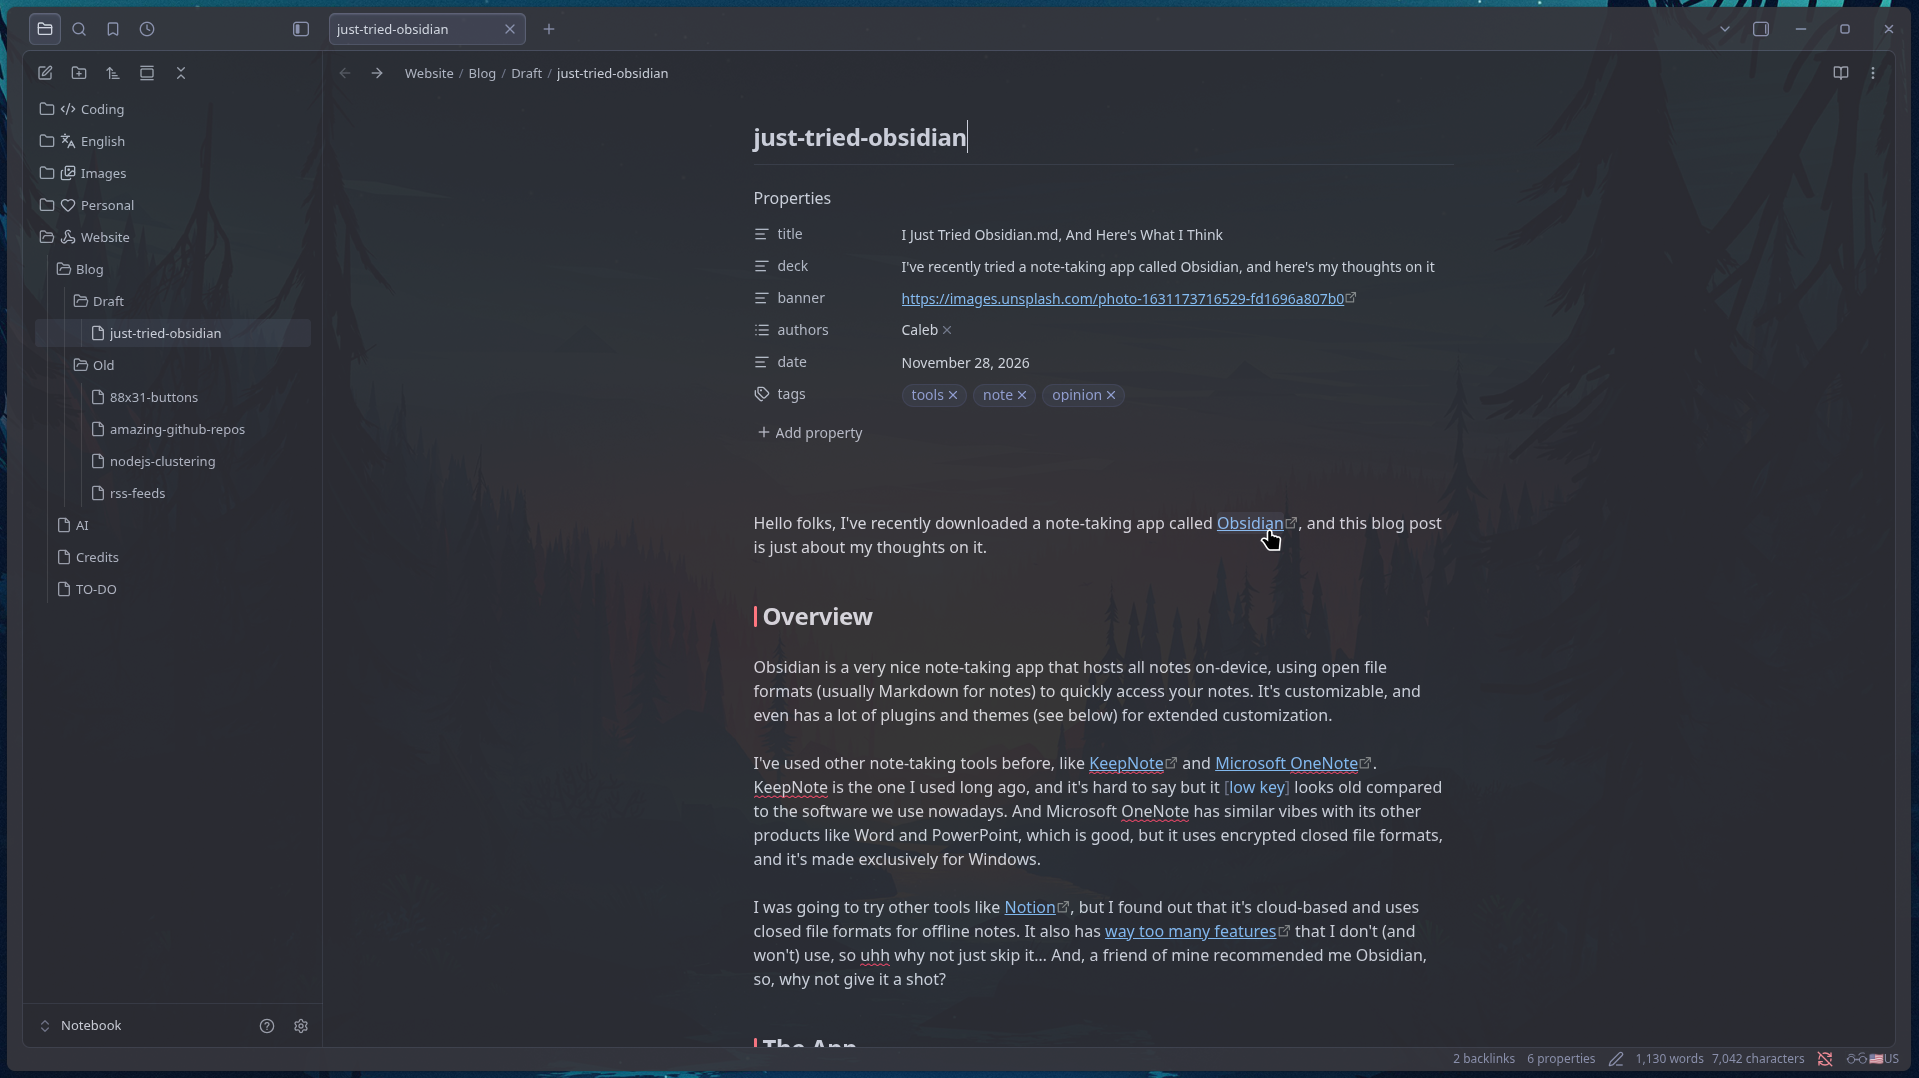 just-tried-obsidian
Website / Blog / Draft / just-tried-obsidian
Coding
English
Images
Personal
Website
Blog
Draft
just-tried-obsidian
Old
88x31-buttons
amazing-github-repos
nodejs-clustering
rss-feeds
AI
Credits
TO-DO
Notebook
just-tried-obsidian
Properties
title I Just Tried Obsidian.md, And Here's What I Think
deck I've recently tried a note-taking app called Obsidian, and here's my thoughts on it
banner https://images.unsplash.com/photo-1631173716529-fd1696a807b0
authors Caleb
date November 28, 2026
tags tools note opinion
+ Add property
Hello folks, I've recently downloaded a note-taking app called Obsidian, and this blog post
is just about my thoughts on it.
Overview
Obsidian is a very nice note-taking app that hosts all notes on-device, using open file
formats (usually Markdown for notes) to quickly access your notes. It's customizable, and
even has a lot of plugins and themes (see below) for extended customization.
I've used other note-taking tools before, like KeepNote and Microsoft OneNote.
KeepNote is the one I used long ago, and it's hard to say but it [low key] looks old compared
to the software we use nowadays. And Microsoft OneNote has similar vibes with its other
products like Word and PowerPoint, which is good, but it uses encrypted closed file formats,
and it's made exclusively for Windows.
I was going to try other tools like Notion, but I found out that it's cloud-based and uses
closed file formats for offline notes. It also has way too many features that I don't (and
won't) use, so uhh why not just skip it... And, a friend of mine recommended me Obsidian,
so, why not give it a shot?
The App
2 backlinks 6 properties 1,130 words 7,042 characters US